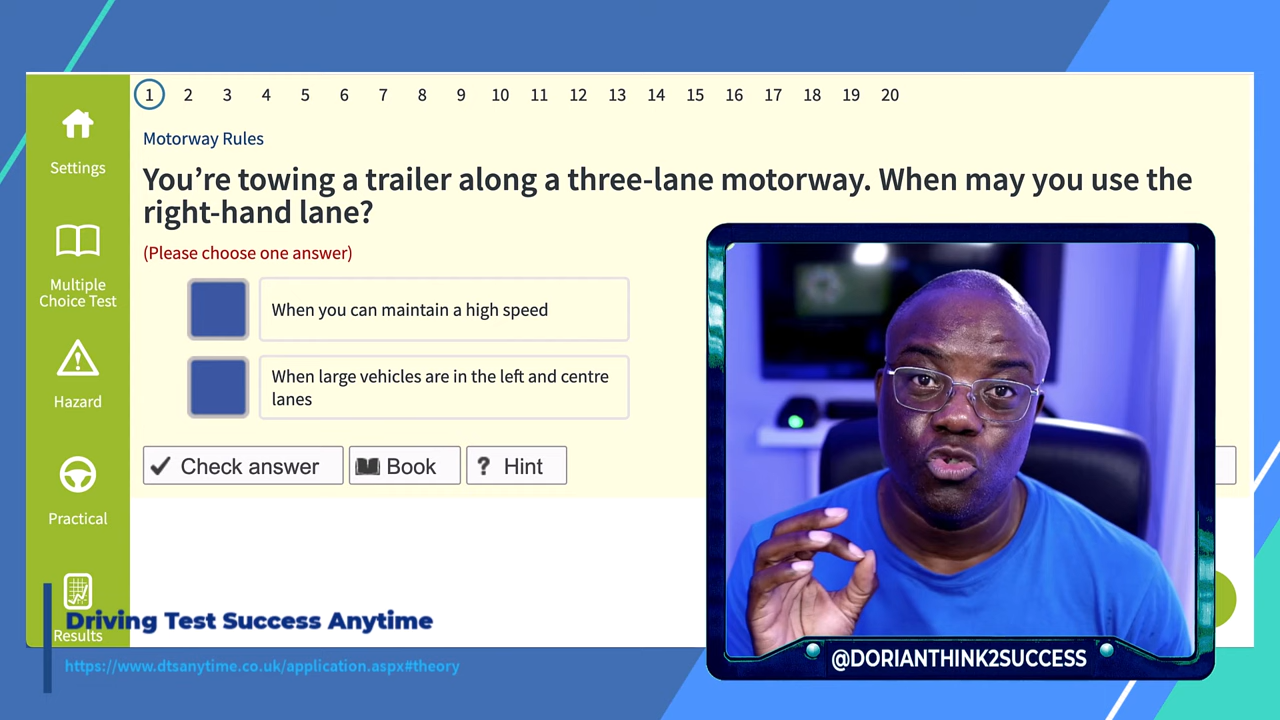 1 2 3 4 5 6 7 8 9 10 11 12 13 14 15 16 17 18 19 20
Settings
Multiple
Choice Test
Hazard
Practical
Results
Motorway Rules
You’re towing a trailer along a three-lane motorway. When may you use the
right-hand lane?
(Please choose one answer)
When you can maintain a high speed
When large vehicles are in the left and centre
lanes
Check answer
Book
? Hint
Driving Test Success Anytime
https://www.dtsanytime.co.uk/application.aspx#theory
@DORIANTHINK2SUCCESS